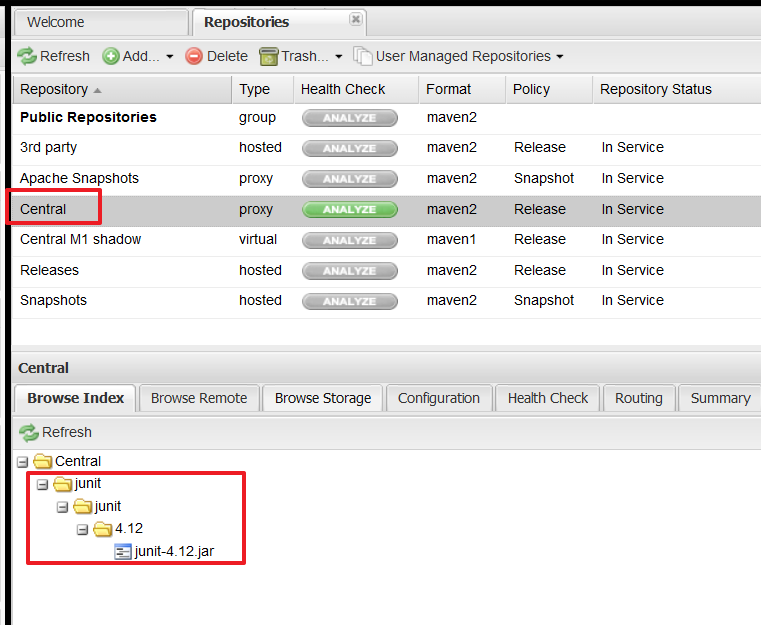 Welcome Repositories
Refresh Add... Delete Trash... User Managed Repositories
Repository Type Health Check Format Policy Repository Status
Public Repositories group ANALYZE maven2
3rd party hosted ANALYZE maven2 Release In Service
Apache Snapshots proxy ANALYZE maven2 Snapshot In Service
Central proxy ANALYZE maven2 Release In Service
Central M1 shadow virtual ANALYZE maven1 Release In Service
Releases hosted ANALYZE maven2 Release In Service
Snapshots hosted ANALYZE maven2 Snapshot In Service
Central
Browse Index Browse Remote Browse Storage Configuration Health Check Routing Summary
Refresh
Central
junit
junit
4.12
junit-4.12.jar